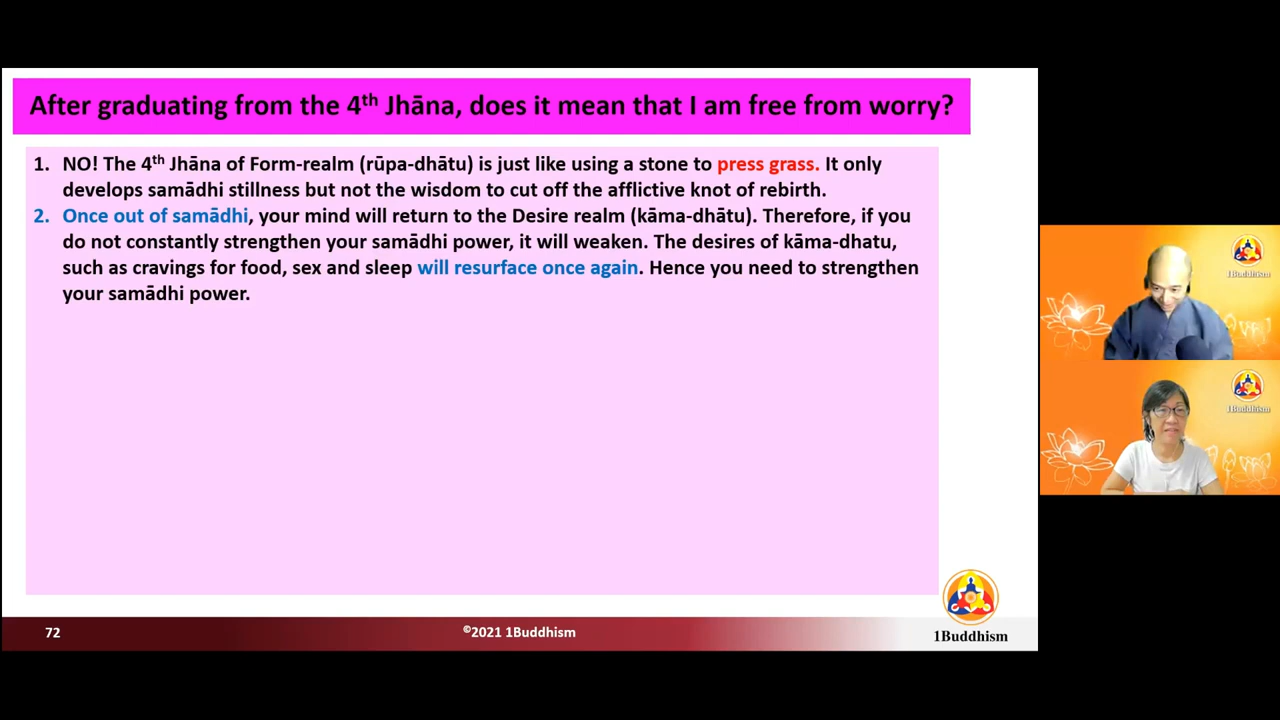 After graduating from the 4th Jhāna, does it mean that I am free from worry?
1. NO! The 4th Jhāna of Form-realm (rūpa-dhātu) is just like using a stone to press grass. It only
develops samādhi stillness but not the wisdom to cut off the afflictive knot of rebirth.
2. Once out of samādhi, your mind will return to the Desire realm (kāma-dhātu). Therefore, if you
do not constantly strengthen your samādhi power, it will weaken. The desires of kāma-dhatu,
such as cravings for food, sex and sleep will resurface once again. Hence you need to strengthen
your samādhi power.
1Buddhism
1Buddhism
72
©2021 1Buddhism
1Buddhism